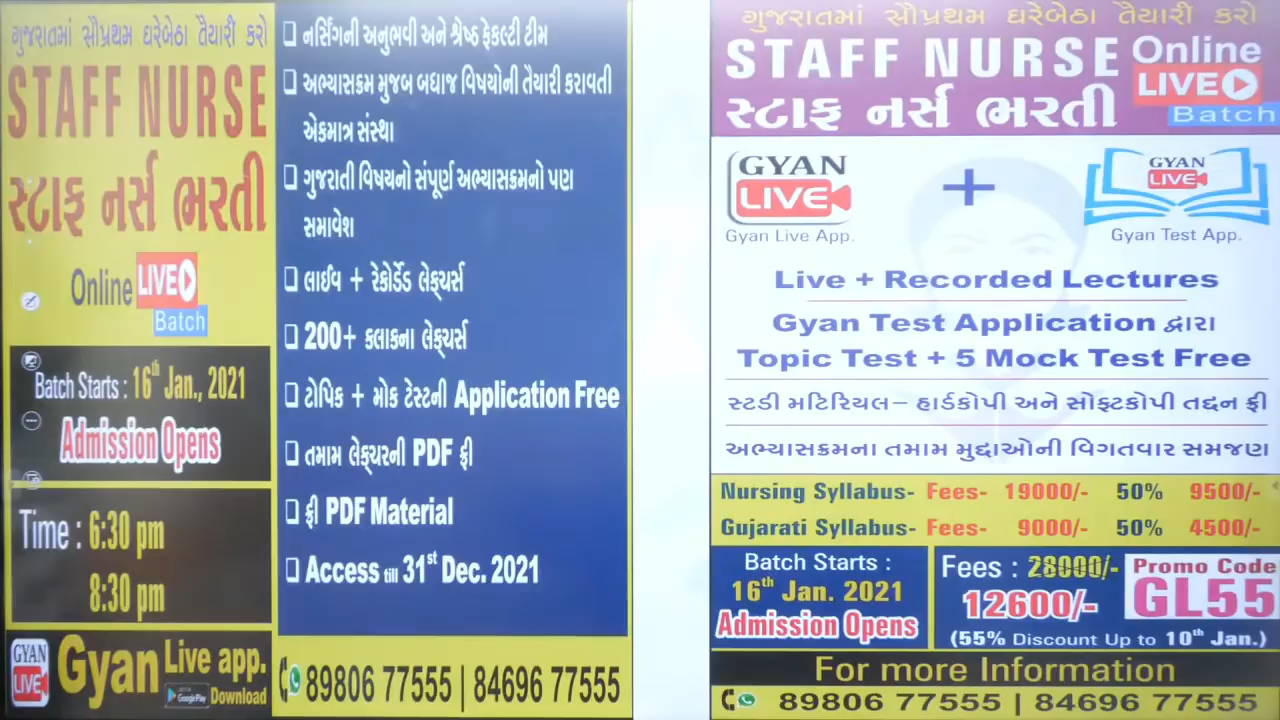 ગુજરાતમાં સૌપ્રથમ ઘરેબેઠા તૈયારી કરો
STAFF NURSE
સ્ટાફ નર્સ ભરતી
Online LIVE
Batch
Batch Starts : 16th Jan., 2021
Admission Opens
Time : 6:30 pm
8:30 pm
GYAN
LIVE
Gyan Live app.
Google Play
Download
❑ નર્સિંગની અનુભવી અને શ્રેષ્ઠ ફેકલ્ટી ટીમ
❑ અભ્યાસક્રમ મુજબ બધાજ વિષયોની તૈયારી કરાવતી
એકમાત્ર સંસ્થા
❑ ગુજરાતી વિષયનો સંપૂર્ણ અભ્યાસક્રમનો પણ
સમાવેશ
❑ લાઈવ + રેકોર્ડેડ લેક્ચર્સ
❑ 200+ કલાકના લેક્ચર્સ
❑ ટોપિક + મોક ટેસ્ટની Application Free
❑ તમામ લેક્ચરની PDF ફ્રી
❑ ફ્રી PDF Material
❑ Access till 31st Dec. 2021
89806 77555 | 84696 77555
ગુજરાતમાં સૌપ્રથમ ઘરેબેઠા તૈયારી કરો
STAFF NURSE Online
સ્ટાફ નર્સ ભરતી LIVE
Batch
GYAN
LIVE
Gyan Live App.
+
GYAN
LIVE
Gyan Test App.
Live + Recorded Lectures
Gyan Test Application દ્વારા
Topic Test + 5 Mock Test Free
સ્ટડી મટિરિયલ– હાર્ડકોપી અને સોફ્ટકોપી તદ્દન ફ્રી
અભ્યાસક્રમના તમામ મુદ્દાઓની વિગતવાર સમજણ
Nursing Syllabus- Fees- 19000/- 50% 9500/-
Gujarati Syllabus- Fees- 9000/- 50% 4500/-
Batch Starts :
16th Jan. 2021
Admission Opens
Fees : 28000/-
12600/-
Promo Code
GL55
(55% Discount Up to 10th Jan.)
For more Information
89806 77555 | 84696 77555